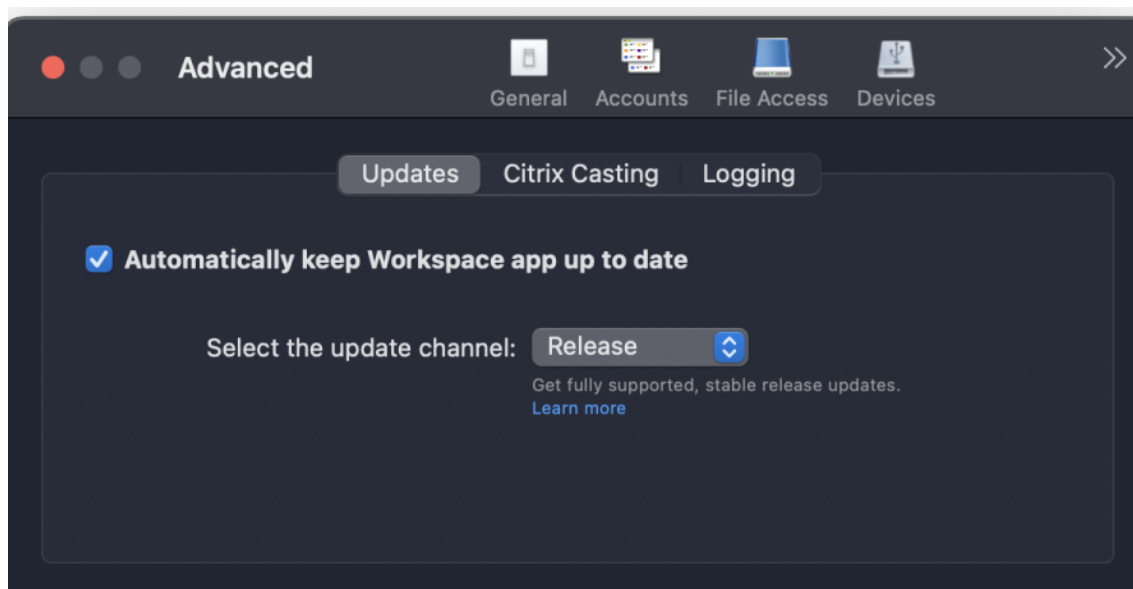 Advanced
General Accounts File Access Devices
Updates Citrix Casting Logging
Automatically keep Workspace app up to date
Select the update channel: Release
Get fully supported, stable release updates.
Learn more